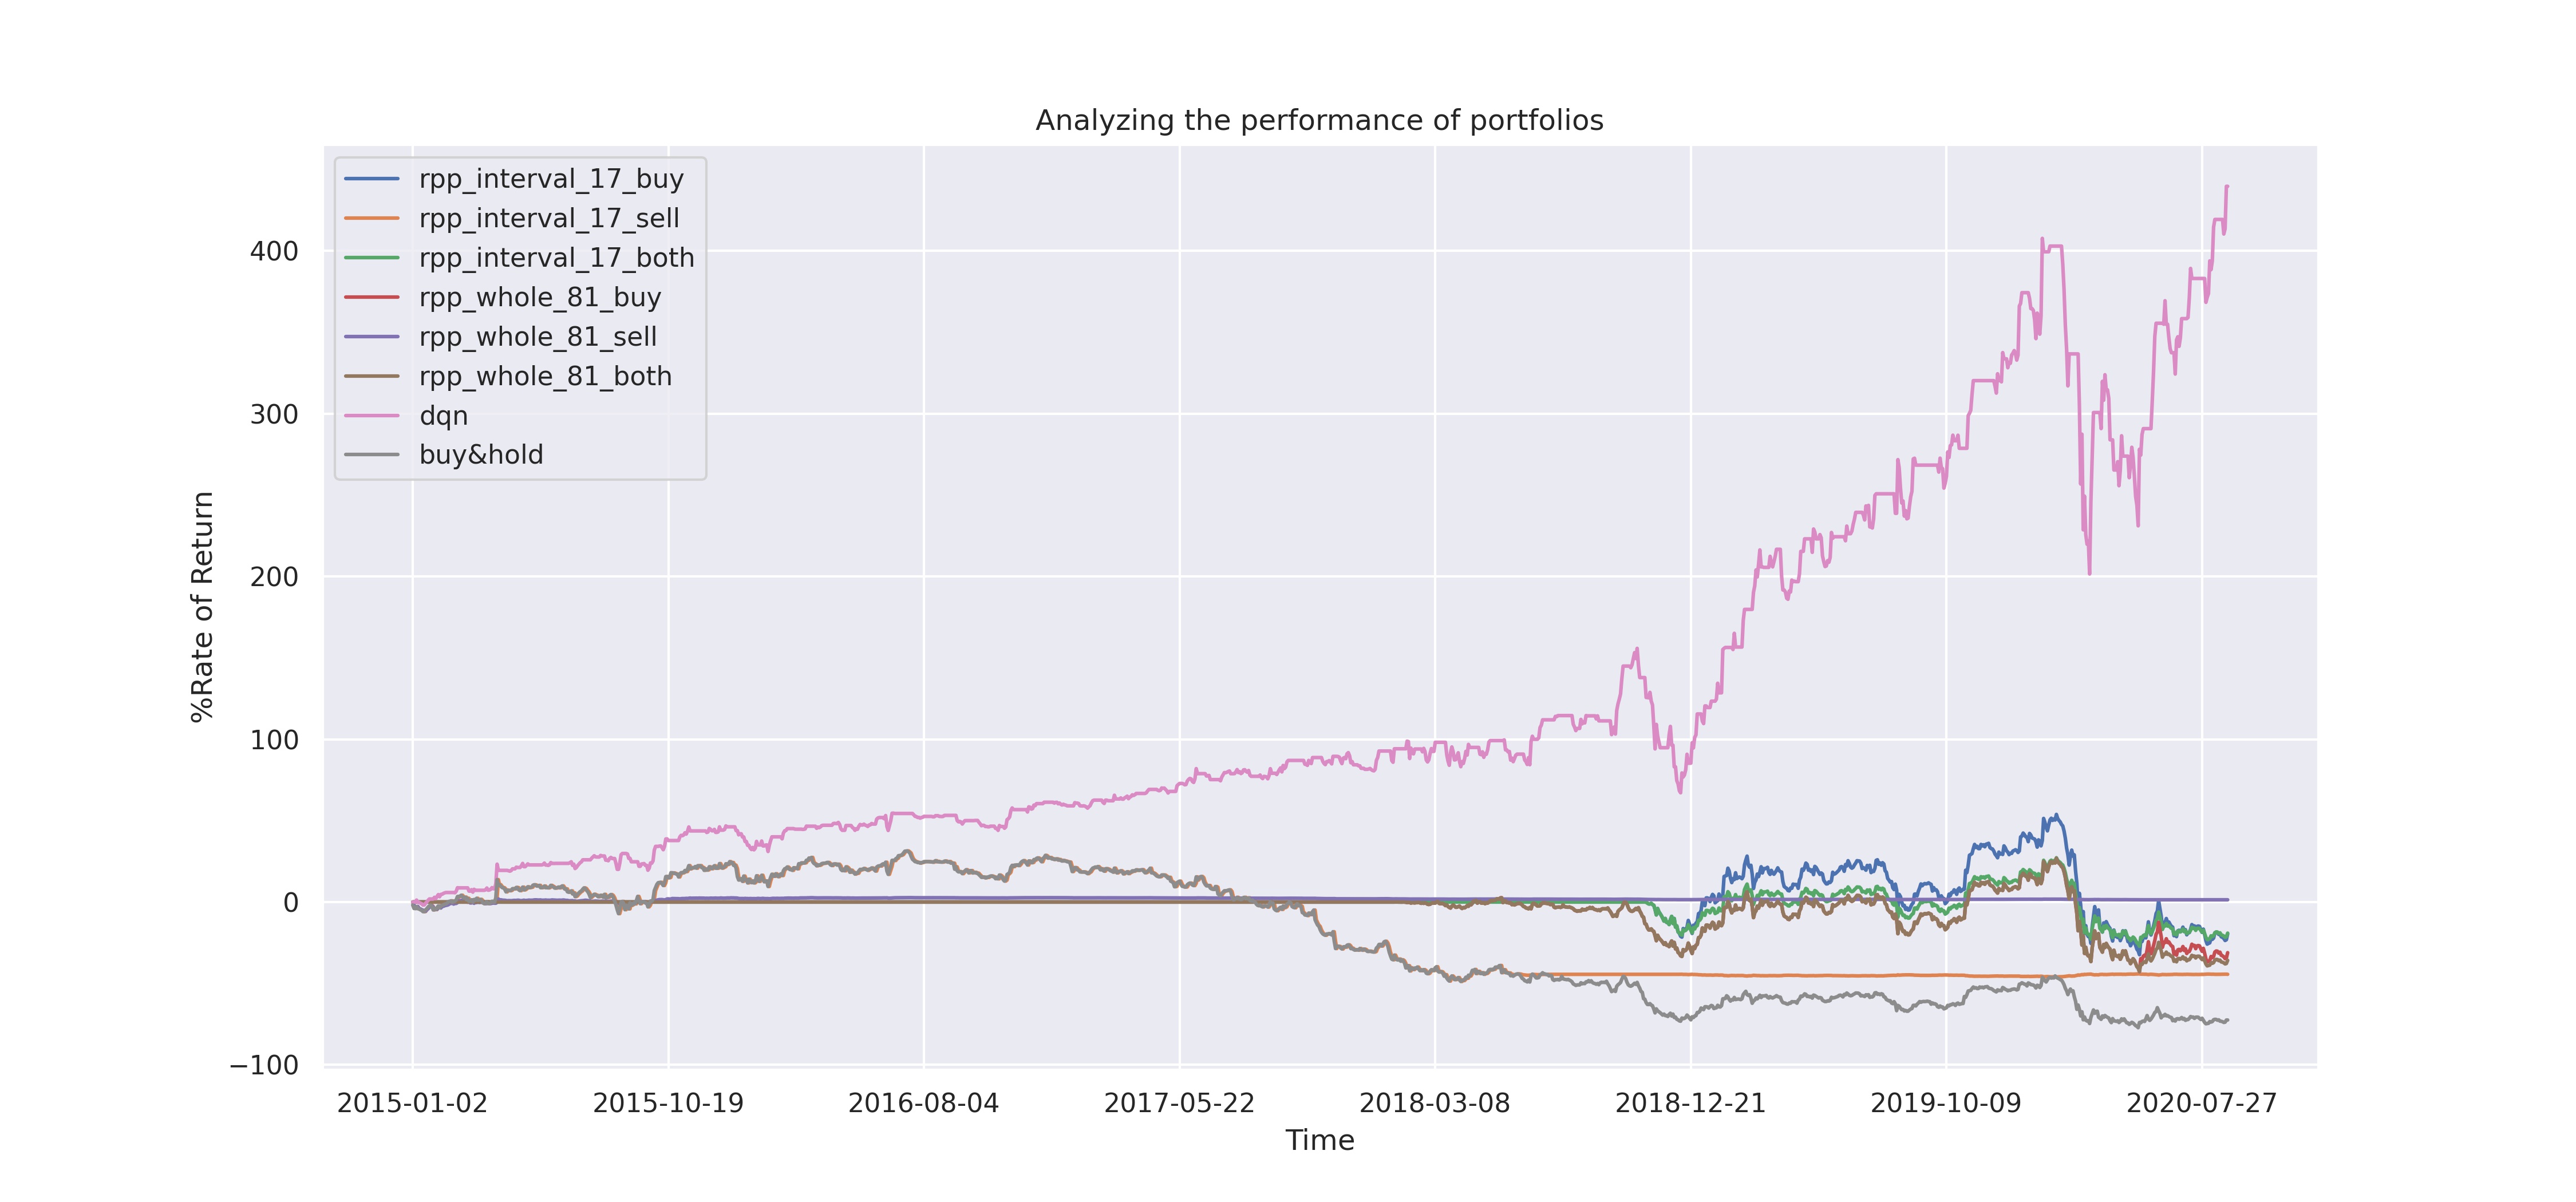 Analyzing the performance of portfolios
rpp_interval_17_buy
rpp_interval_17_sell
rpp_interval_17_both
rpp_whole_81_buy
rpp_whole_81_sell
rpp_whole_81_both
dqn
buy&hold
%Rate of Return
400
300
200
100
0
−100
2015-01-02 2015-10-19 2016-08-04 2017-05-22 2018-03-08 2018-12-21 2019-10-09 2020-07-27
Time